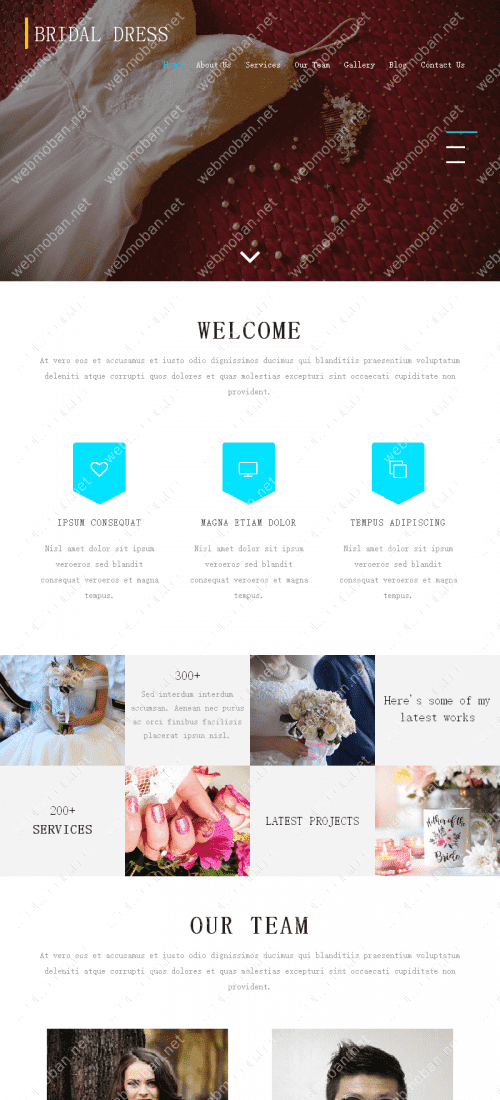 BRIDAL DRESS
Home About Us Services Our Team Gallery Blog Contact Us
WELCOME
At vero eos et accusamus et iusto odio dignissimos ducimus qui blanditiis praesentium voluptatum
deleniti atque corrupti quos dolores et quas molestias excepturi sint occaecati cupiditate non
provident.
IPSUM CONSEQUAT
Nisl amet dolor sit ipsum
veroeros sed blandit
consequat veroeros et magna
tempus.
MAGNA ETIAM DOLOR
Nisl amet dolor sit ipsum
veroeros sed blandit
consequat veroeros et magna
tempus.
TEMPUS ADIPISCING
Nisl amet dolor sit ipsum
veroeros sed blandit
consequat veroeros et magna
tempus.
300+
Sed interdum interdum
accumsan. Aenean nec purus
ac orci finibus facilisis
placerat ipsum nisl.
Here's some of my
latest works
200+
SERVICES
LATEST PROJECTS
Mother of the
Bride
OUR TEAM
At vero eos et accusamus et iusto odio dignissimos ducimus qui blanditiis praesentium voluptatum
deleniti atque corrupti quos dolores et quas molestias excepturi sint occaecati cupiditate non
provident.
webmoban.net